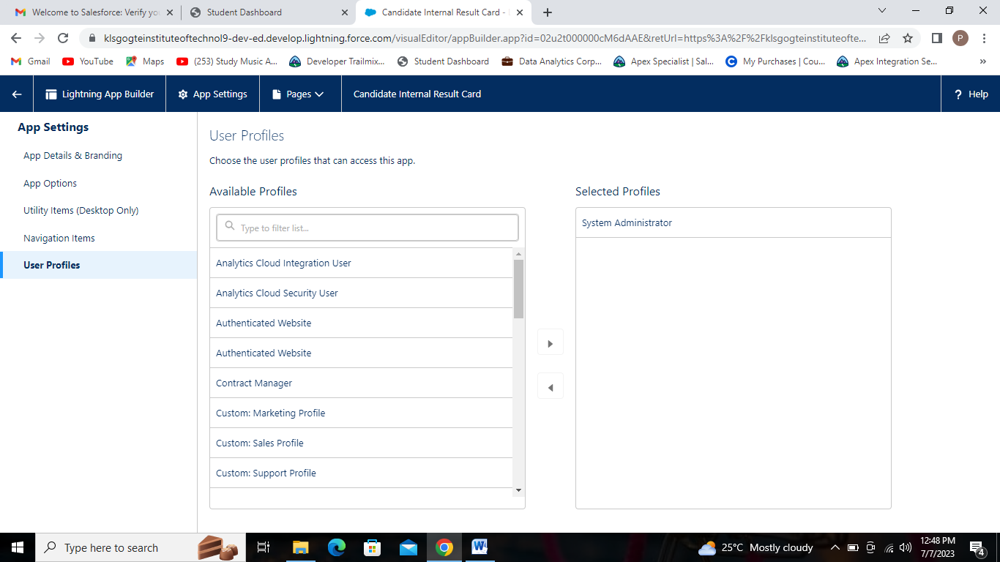 Welcome to Salesforce: Verify yo
Student Dashboard
Candidate Internal Result Card -
klsgogteinstituteoftechnol9-dev-ed.develop.lightning.force.com/visualEditor/appBuilder.app?id=02u2t000000cM6dAAE&retUrl=https%3A%2F%2Fklsgogteinstituteofte...
P
Gmail
YouTube
Maps
(253) Study Music A...
Developer Trailmix...
Student Dashboard
Data Analytics Corp...
Apex Specialist | Sal...
My Purchases | Cou...
Apex Integration Se...
Lightning App Builder
App Settings
Pages
Candidate Internal Result Card
? Help
App Settings
App Details & Branding
App Options
Utility Items (Desktop Only)
Navigation Items
User Profiles
User Profiles
Choose the user profiles that can access this app.
Available Profiles
Type to filter list...
Analytics Cloud Integration User
Analytics Cloud Security User
Authenticated Website
Authenticated Website
Contract Manager
Custom: Marketing Profile
Custom: Sales Profile
Custom: Support Profile
Selected Profiles
System Administrator
Type here to search
25°C Mostly cloudy
12:48 PM
7/7/2023
4